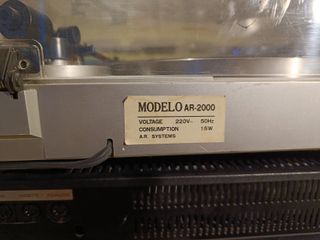 MODELO AR-2000
VOLTAGE 220V~ 50Hz
CONSUMPTION 15W
A.R. SYSTEMS